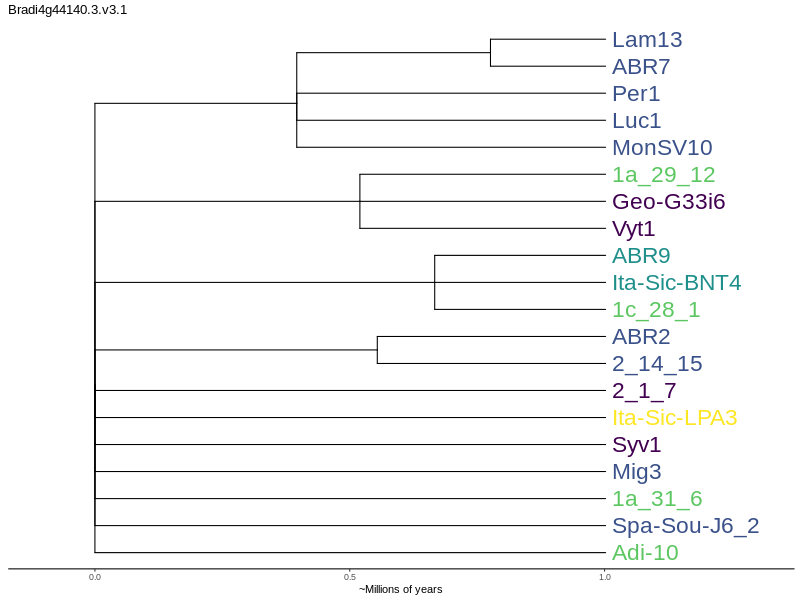 Bradi4g44140.3.v3.1
Lam13
ABR7
Per1
Luc1
MonSV10
1a_29_12
Geo-G33i6
Vyt1
ABR9
Ita-Sic-BNT4
1c_28_1
ABR2
2_14_15
2_1_7
Ita-Sic-LPA3
Syv1
Mig3
1a_31_6
Spa-Sou-J6_2
Adi-10
0.0 0.5 1.0
~Millions of years